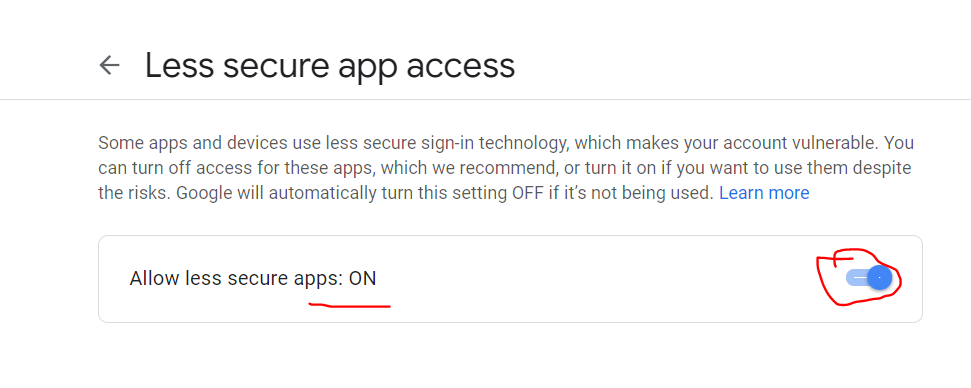 Less secure app access
Some apps and devices use less secure sign-in technology, which makes your account vulnerable. You
can turn off access for these apps, which we recommend, or turn it on if you want to use them despite
the risks. Google will automatically turn this setting OFF if it's not being used. Learn more
Allow less secure apps: ON